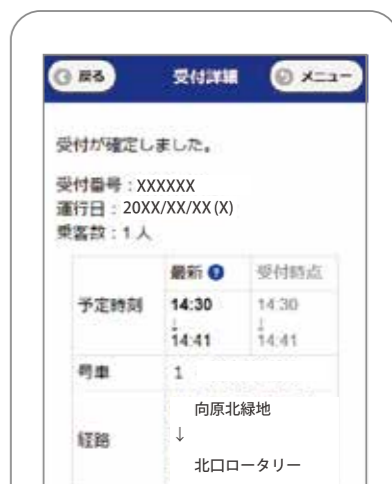 戻る 受付詳細 メニュー
受付が確定しました。
受付番号：XXXXXX
運行日：20XX/XX/XX(X)
乗客数：1人
最新 ? 受付時点
予定時刻 14:30 14:30
↓ ↓
14:41 14:41
号車 1
向原北緑地
経路 ↓
北口ロータリー